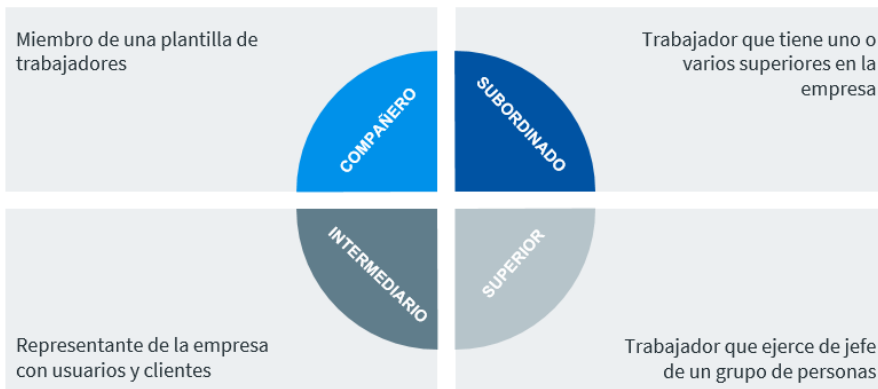 Miembro de una plantilla de
trabajadores
COMPAÑERO
Trabajador que tiene uno o
varios superiores en la
empresa
SUBORDINADO
INTERMEDIARIO
Representante de la empresa
con usuarios y clientes
SUPERIOR
Trabajador que ejerce de jefe
de un grupo de personas